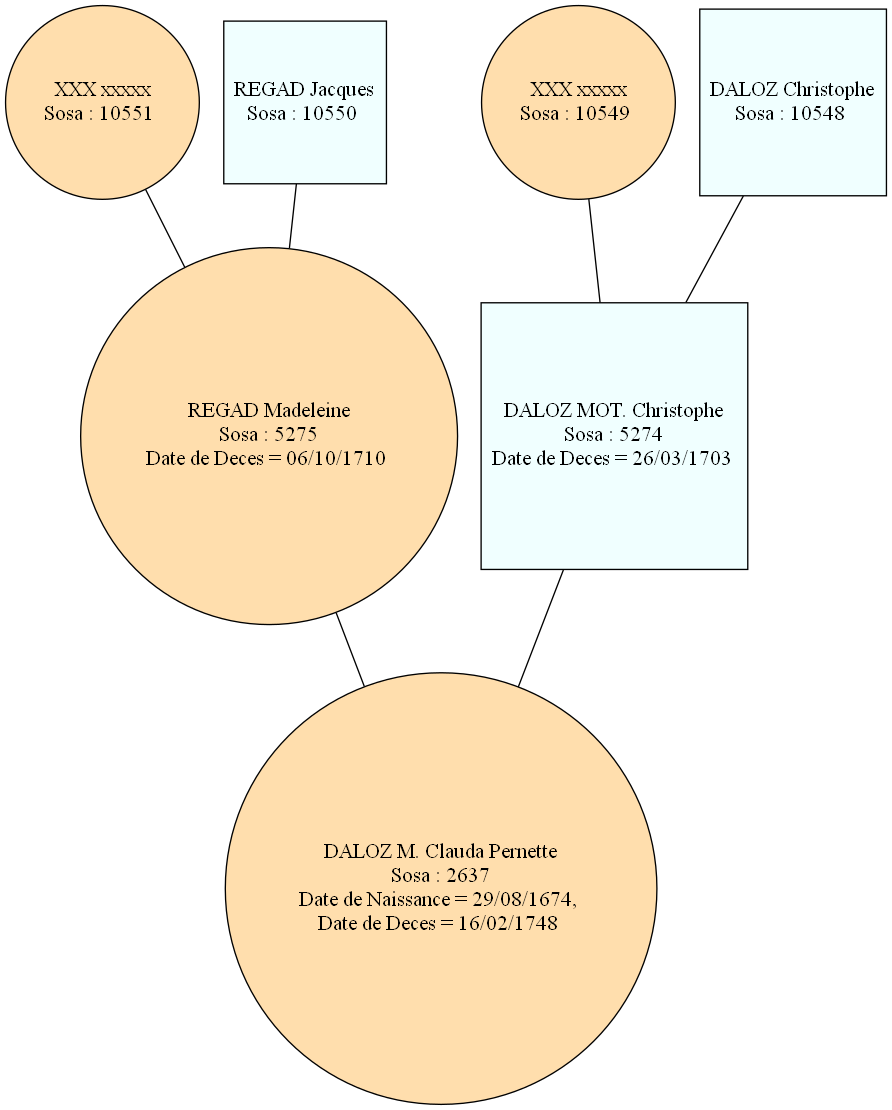 XXX xxxxx
Sosa : 10551
REGAD Jacques
Sosa : 10550
XXX xxxxx
Sosa : 10549
DALOZ Christophe
Sosa : 10548
REGAD Madeleine
Sosa : 5275
Date de Deces = 06/10/1710
DALOZ MOT. Christophe
Sosa : 5274
Date de Deces = 26/03/1703
DALOZ M. Clauda Pernette
Sosa : 2637
Date de Naissance = 29/08/1674,
Date de Deces = 16/02/1748